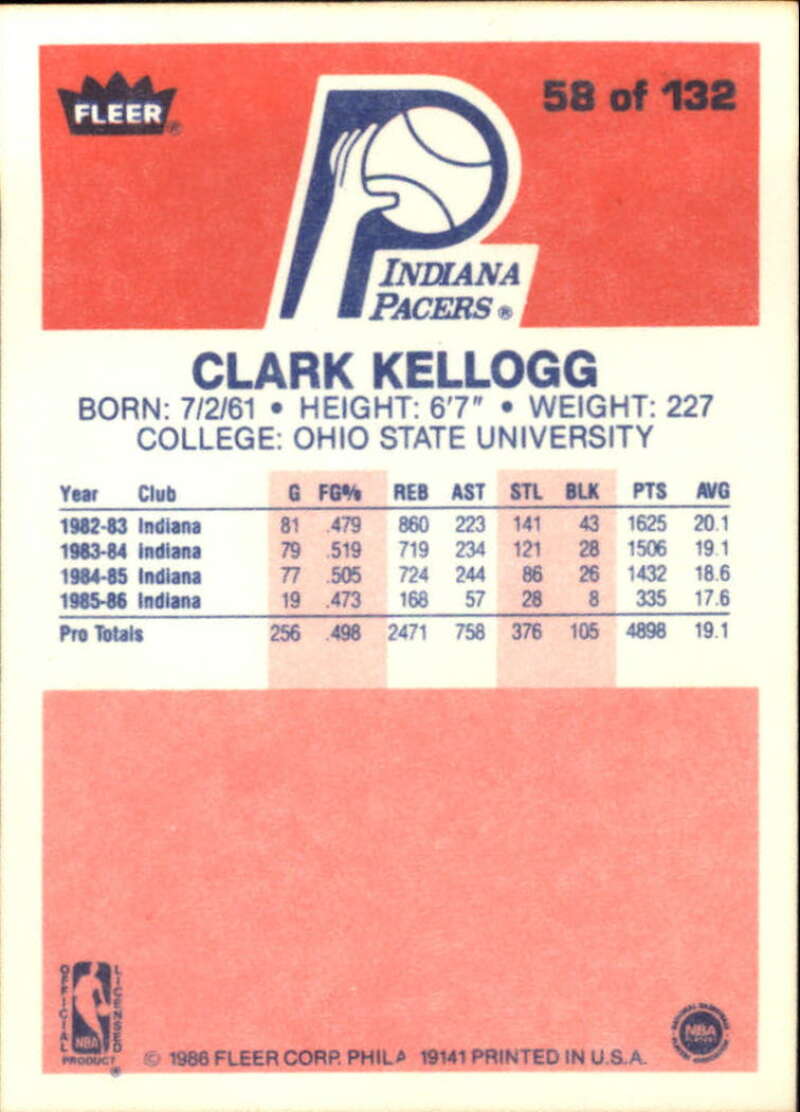 FLEER®
58 of 132
INDIANA
PACERS ®
CLARK KELLOGG
BORN: 7/2/61 • HEIGHT: 6'7" • WEIGHT: 227
COLLEGE: OHIO STATE UNIVERSITY
Year Club G FG% REB AST STL BLK PTS AVG
1982-83 Indiana 81 .479 860 223 141 43 1625 20.1
1983-84 Indiana 79 .519 719 234 121 28 1506 19.1
1984-85 Indiana 77 .505 724 244 86 26 1432 18.6
1985-86 Indiana 19 .473 168 57 28 8 335 17.6
Pro Totals 256 .498 2471 758 376 105 4898 19.1
OFFICIAL
LICENSED
NBA
PRODUCT ®
© 1986 FLEER CORP. PHILA 19141 PRINTED IN U.S.A.
NATIONAL BASKETBALL
NBA
PLAYERS
ASSOCIATION